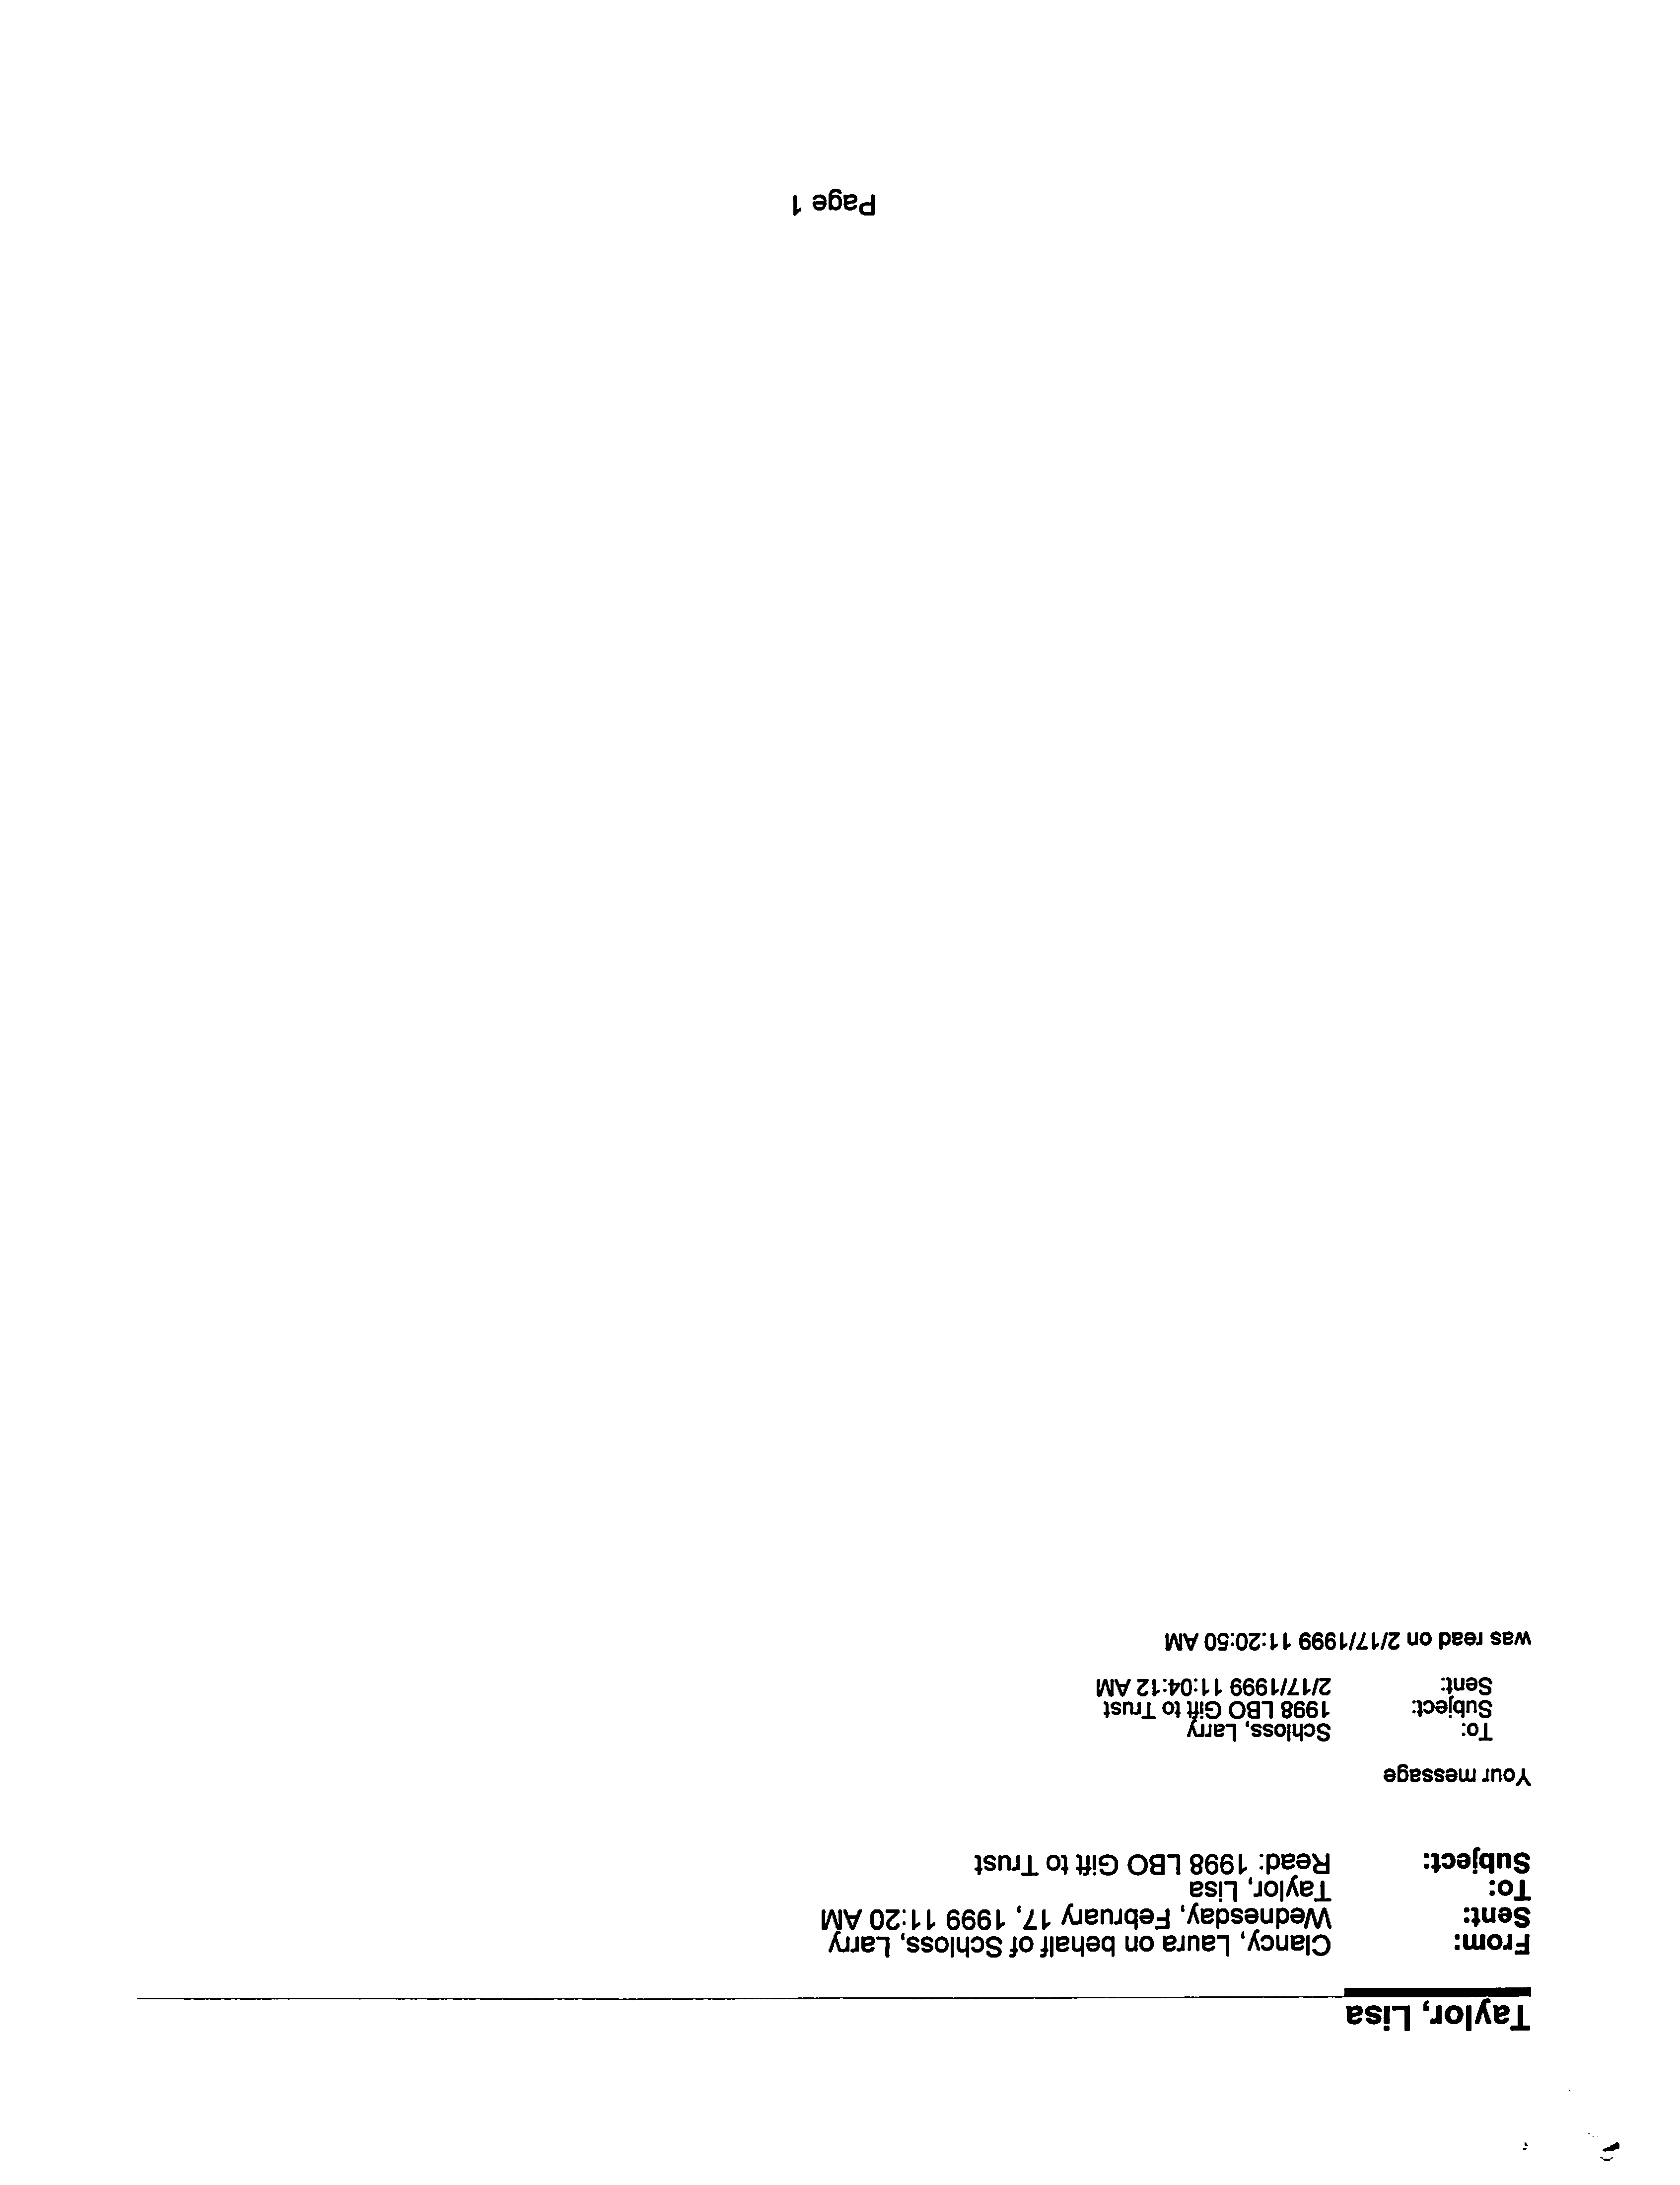 Taylor, Lisa
From: Clancy, Laura on behalf of Schloss, Larry
Sent: Wednesday, February 17, 1999 11:20 AM
To: Taylor, Lisa
Subject: Read: 1998 LBO Gift to Trust
Your message
To: Schloss, Larry
Subject: 1998 LBO Gift to Trust
Sent: 2/17/1999 11:04:12 AM
was read on 2/17/1999 11:20:50 AM
Page 1